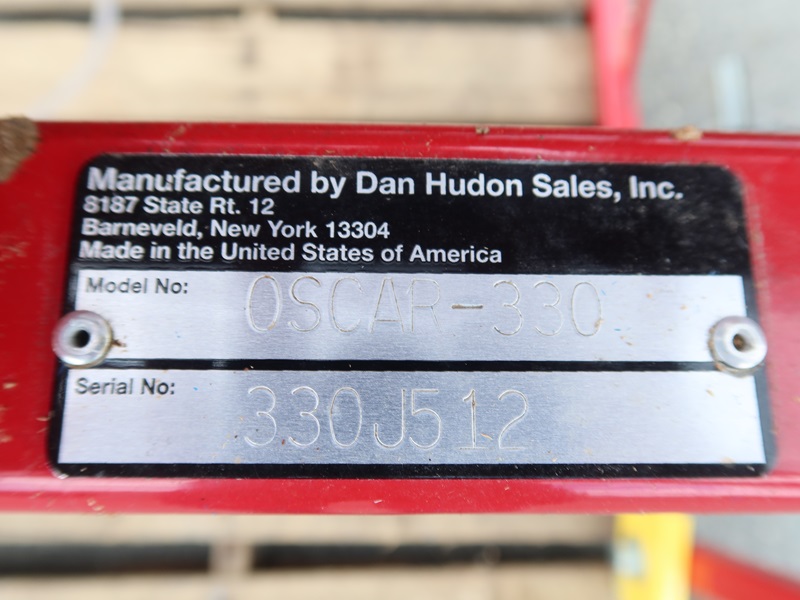 Manufactured by Dan Hudon Sales, Inc.
8187 State Rt. 12
Barneveld, New York 13304
Made in the United States of America
Model No: OSCAR-330
Serial No: 330J512